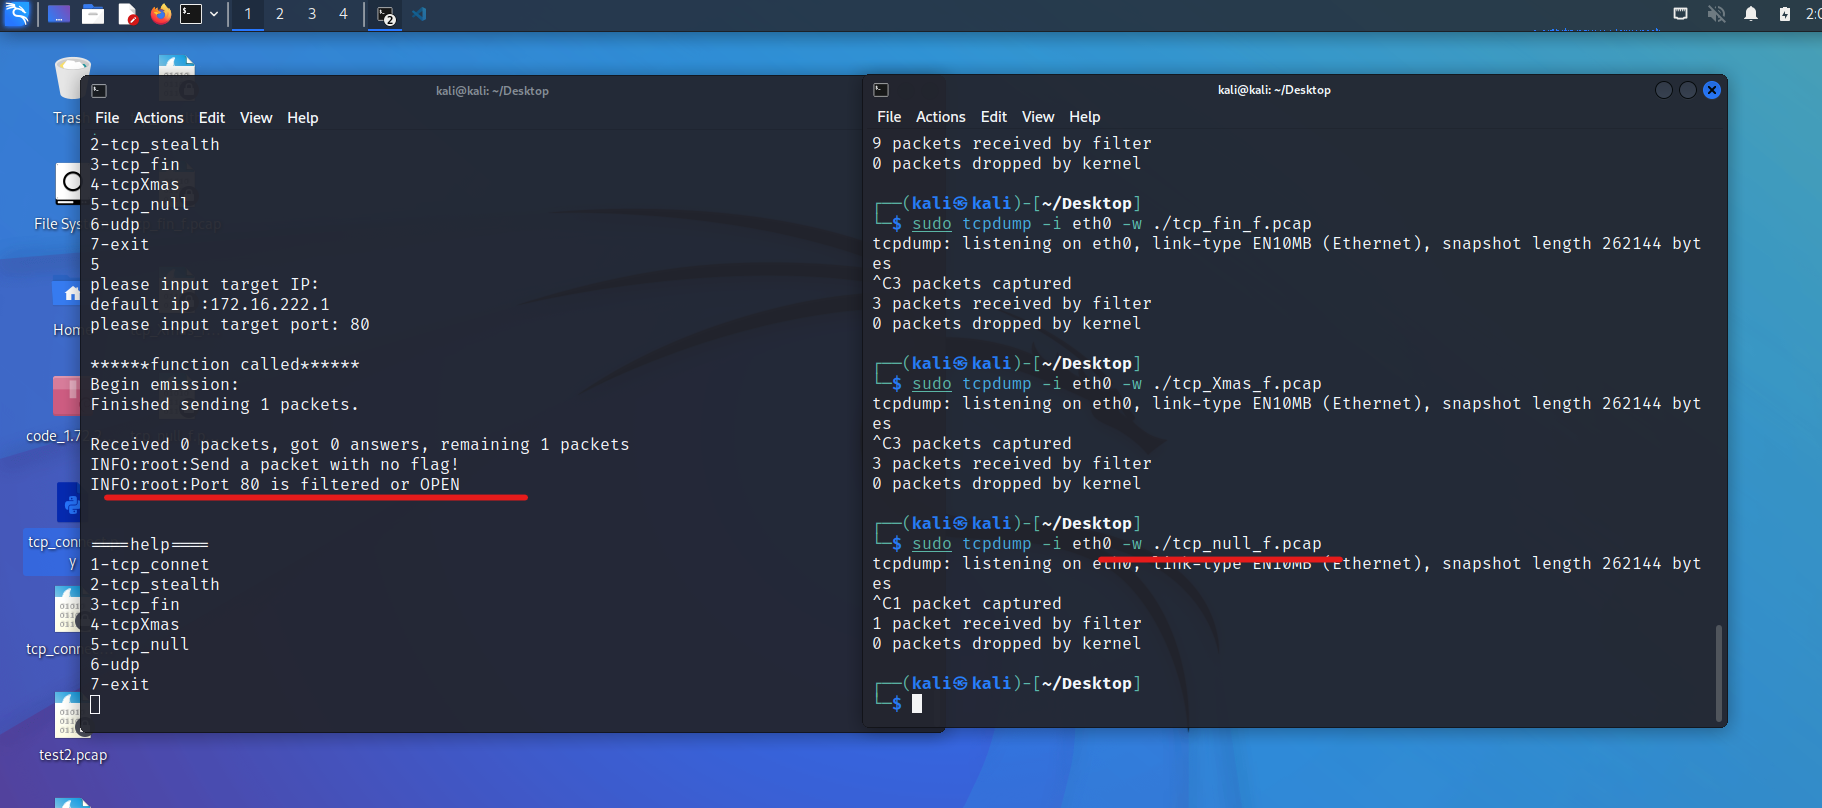 1 2 3 4 2 2:0
Tras
File Sys
Hom
code_1.7
tcp_con
y
tcp_con
test2.pcap
kali@kali: ~/Desktop
File Actions Edit View Help
2-tcp_stealth
3-tcp_fin
4-tcpXmas
5-tcp_null
6-udp
7-exit
5
please input target IP:
default ip :172.16.222.1
please input target port: 80
******function called******
Begin emission:
Finished sending 1 packets.
Received 0 packets, got 0 answers, remaining 1 packets
INFO:root:Send a packet with no flag!
INFO:root:Port 80 is filtered or OPEN
====help====
1-tcp_connet
2-tcp_stealth
3-tcp_fin
4-tcpXmas
5-tcp_null
6-udp
7-exit
kali@kali: ~/Desktop
File Actions Edit View Help
9 packets received by filter
0 packets dropped by kernel
┌──(kali㉿kali)-[~/Desktop]
└─$ sudo tcpdump -i eth0 -w ./tcp_fin_f.pcap
tcpdump: listening on eth0, link-type EN10MB (Ethernet), snapshot length 262144 byt
es
^C3 packets captured
3 packets received by filter
0 packets dropped by kernel
┌──(kali㉿kali)-[~/Desktop]
└─$ sudo tcpdump -i eth0 -w ./tcp_Xmas_f.pcap
tcpdump: listening on eth0, link-type EN10MB (Ethernet), snapshot length 262144 byt
es
^C3 packets captured
3 packets received by filter
0 packets dropped by kernel
┌──(kali㉿kali)-[~/Desktop]
└─$ sudo tcpdump -i eth0 -w ./tcp_null_f.pcap
tcpdump: listening on eth0, link-type EN10MB (Ethernet), snapshot length 262144 byt
es
^C1 packet captured
1 packet received by filter
0 packets dropped by kernel
┌──(kali㉿kali)-[~/Desktop]
└─$